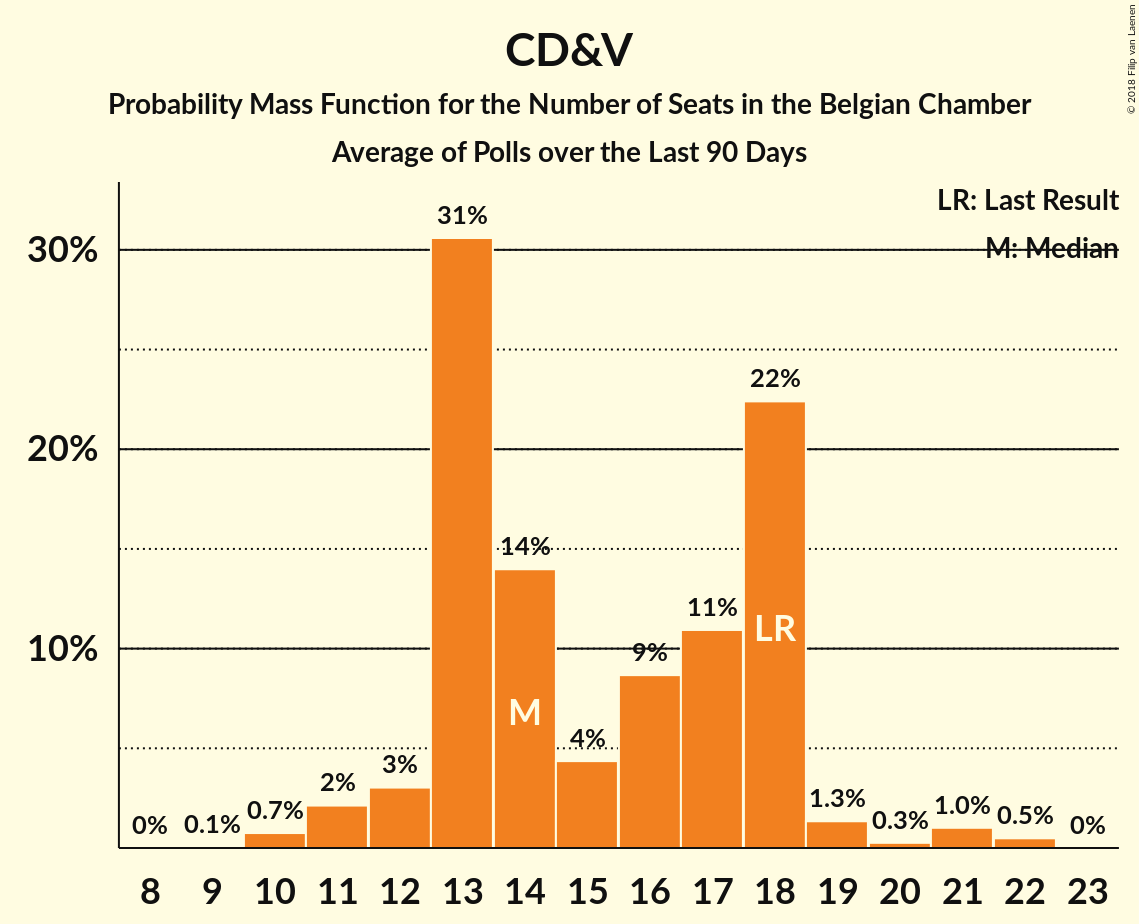 CD&V
Probability Mass Function for the Number of Seats in the Belgian Chamber
Average of Polls over the Last 90 Days
© 2018 Filip van Laenen
LR: Last Result
M: Median
30%
20%
10%
0%
0.1%
0.7%
2%
3%
31%
14%
4%
9%
11%
22%
1.3%
0.3%
1.0%
0.5%
0%
M
LR
8 9 10 11 12 13 14 15 16 17 18 19 20 21 22 23